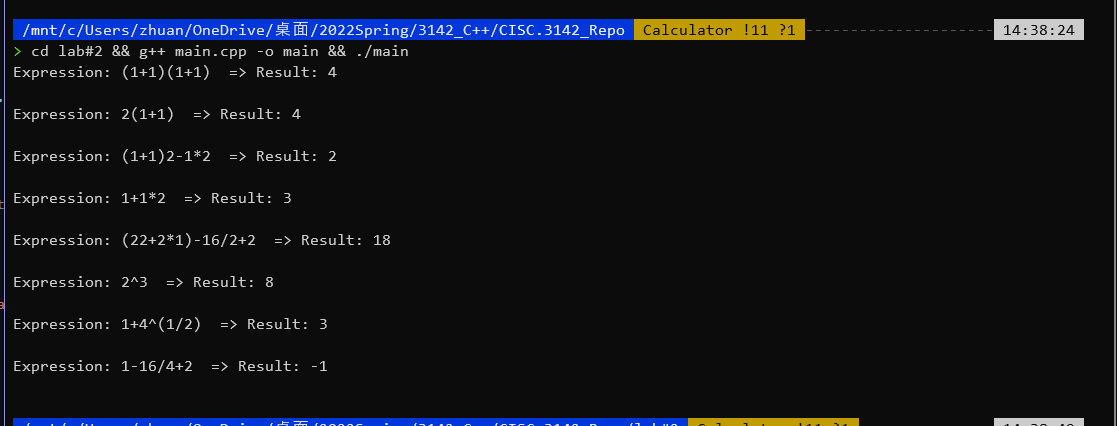 /mnt/c/Users/zhuan/OneDrive/桌面/2022Spring/3142_C++/CISC.3142_Repo Calculator !11 ?1 14:38:24
> cd lab#2 && g++ main.cpp -o main && ./main
Expression: (1+1)(1+1)  => Result: 4
Expression: 2(1+1)  => Result: 4
Expression: (1+1)2-1*2  => Result: 2
Expression: 1+1*2  => Result: 3
Expression: (22+2*1)-16/2+2  => Result: 18
Expression: 2^3  => Result: 8
Expression: 1+4^(1/2)  => Result: 3
Expression: 1-16/4+2  => Result: -1